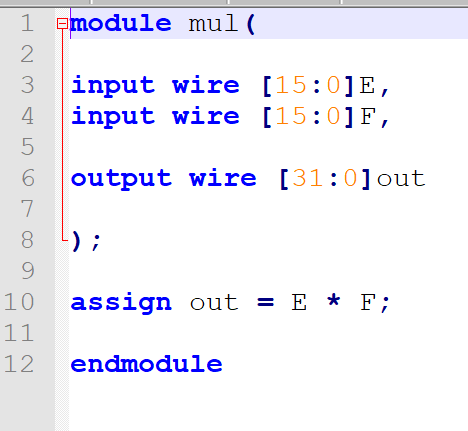 1 module mul(
2
3 input wire [15:0]E,
4 input wire [15:0]F,
5
6 output wire [31:0]out
7
8 );
9
10 assign out = E * F;
11
12 endmodule